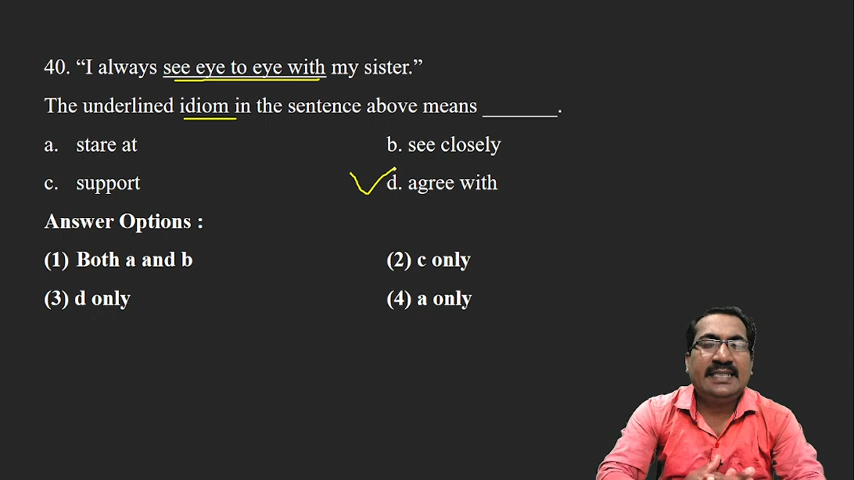 40. “I always see eye to eye with my sister.”
The underlined idiom in the sentence above means _______.
a. stare at b. see closely
c. support d. agree with
Answer Options :
(1) Both a and b (2) c only
(3) d only (4) a only